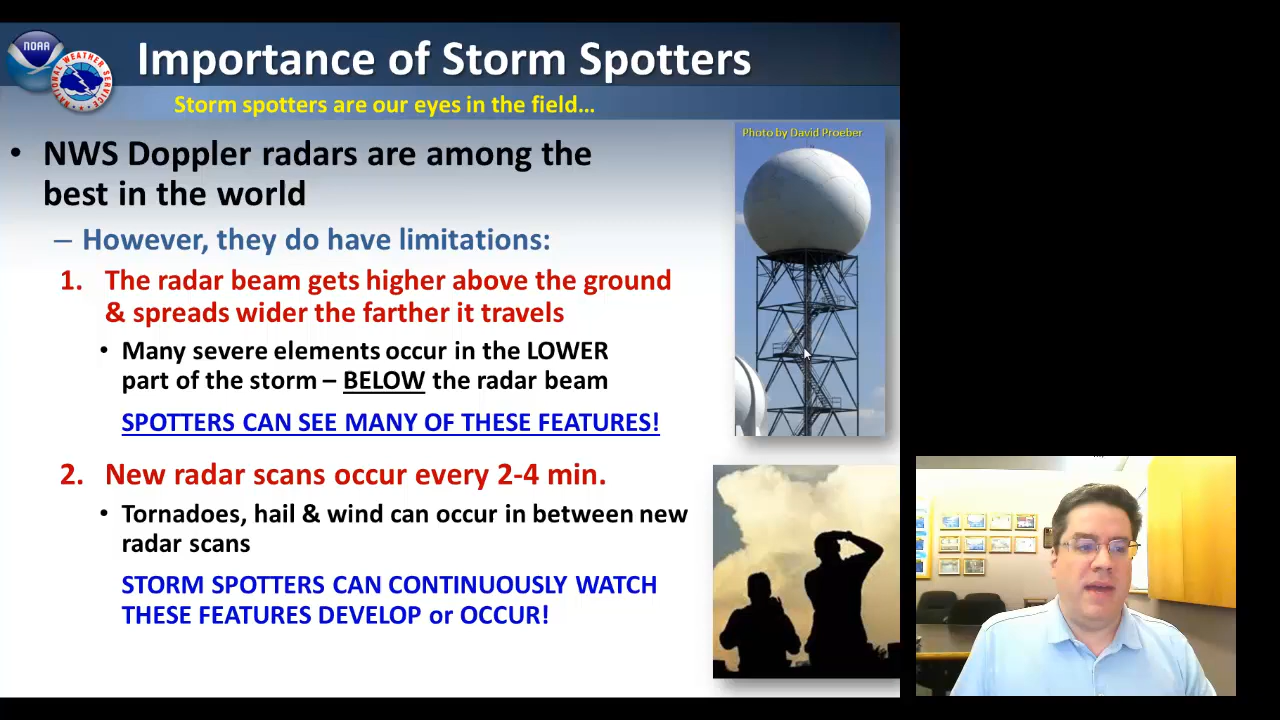 NOAA
NATIONAL WEATHER SERVICE
Importance of Storm Spotters
Storm spotters are our eyes in the field…
Photo by David Proeber
• NWS Doppler radars are among the
best in the world
– However, they do have limitations:
1. The radar beam gets higher above the ground
& spreads wider the farther it travels
• Many severe elements occur in the LOWER
part of the storm – BELOW the radar beam
SPOTTERS CAN SEE MANY OF THESE FEATURES!
2. New radar scans occur every 2-4 min.
• Tornadoes, hail & wind can occur in between new
radar scans
STORM SPOTTERS CAN CONTINUOUSLY WATCH
THESE FEATURES DEVELOP or OCCUR!